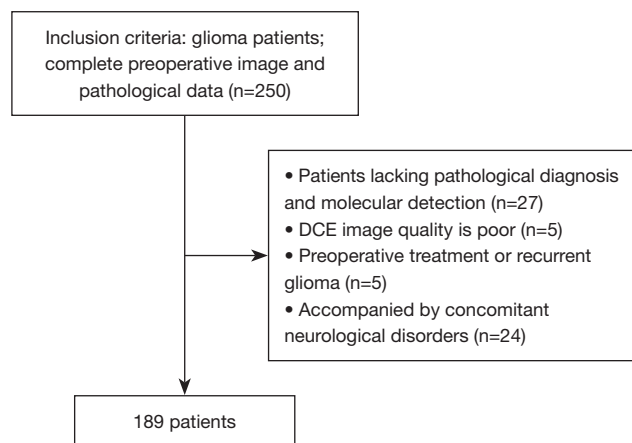 Inclusion criteria: glioma patients;
complete preoperative image and
pathological data (n=250)
• Patients lacking pathological diagnosis
and molecular detection (n=27)
• DCE image quality is poor (n=5)
• Preoperative treatment or recurrent
glioma (n=5)
• Accompanied by concomitant
neurological disorders (n=24)
189 patients